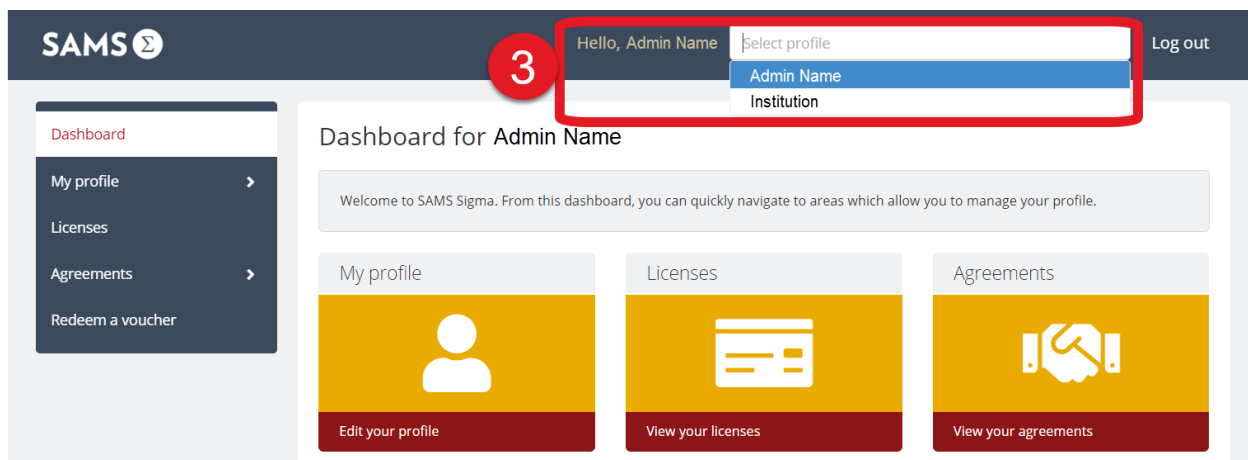 SAMS Σ
3
Hello, Admin Name
Select profile
Log out
Admin Name
Institution
Dashboard
My profile
Licenses
Agreements
Redeem a voucher
Dashboard for Admin Name
Welcome to SAMS Sigma. From this dashboard, you can quickly navigate to areas which allow you to manage your profile.
My profile
Edit your profile
Licenses
View your licenses
Agreements
View your agreements